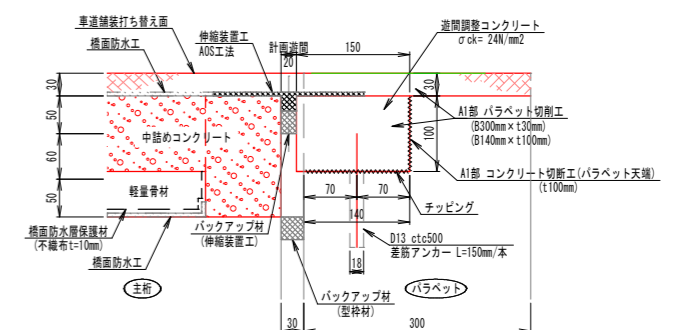 車道舗装打ち替え面
橋面防水工
伸縮装置工
AOS工法
計画遊間
20
150
遊間調整コンクリート
σck= 24N/mm2
30
50
60
50
30
100
中詰めコンクリート
軽量骨材
A1部 パラペット切削工
(B300mm×t30mm)
(B140mm×t100mm)
A1部 コンクリート切断工(パラペット天端)
(t100mm)
70
70
140
チッピング
橋面防水層保護材
(不織布t=10mm)
橋面防水工
バックアップ材
(伸縮装置工)
D13 ctc500
差筋アンカー L=150mm/本
18
主桁
パラペット
バックアップ材
(型枠材)
30
300